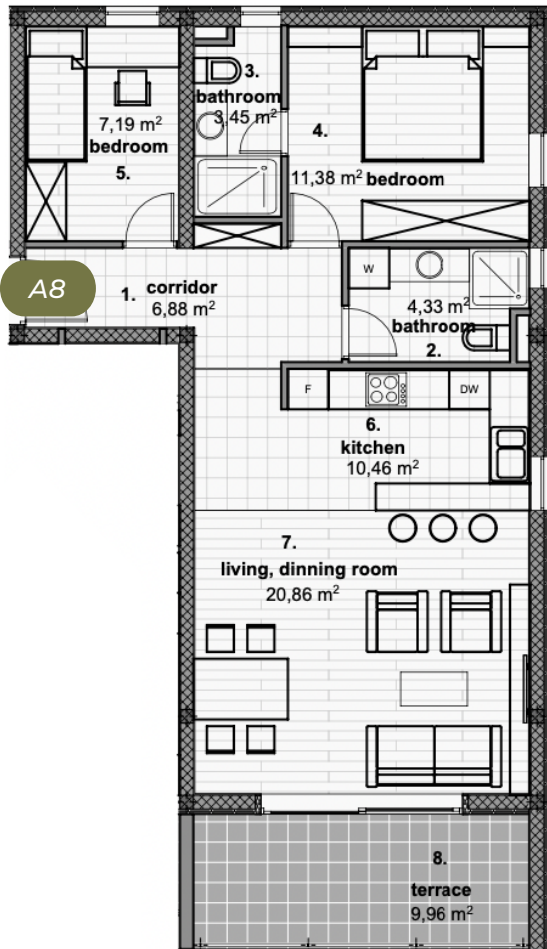 3.
bathroom
3,45 m²
7,19 m²
bedroom
5.
4.
11,38 m² bedroom
A8
1. corridor
6,88 m²
W
4,33 m²
bathroom
2.
F
DW
6.
kitchen
10,46 m²
7.
living, dinning room
20,86 m²
8.
terrace
9,96 m²